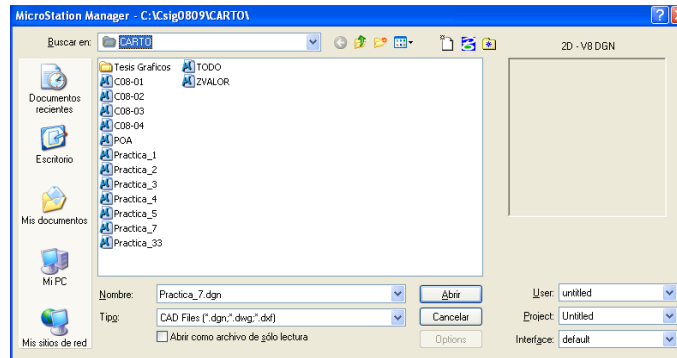 MicroStation Manager - C:\Csig0809\CARTO\
Buscar en: CARTO
2D - V8 DGN
Documentos recientes
Escritorio
Mis documentos
Mi PC
Mis sitios de red
Tesis Graficos
C08-01
C08-02
C08-03
C08-04
POA
Practica_1
Practica_2
Practica_3
Practica_4
Practica_5
Practica_7
Practica_33
TODO
ZVALOR
Nombre: Practica_7.dgn Abrir
Tipo: CAD Files (*.dgn;*.dwg;*.dxf) Cancelar
Abrir como archivo de sólo lectura Options
User: untitled
Project: Untitled
Interface: default